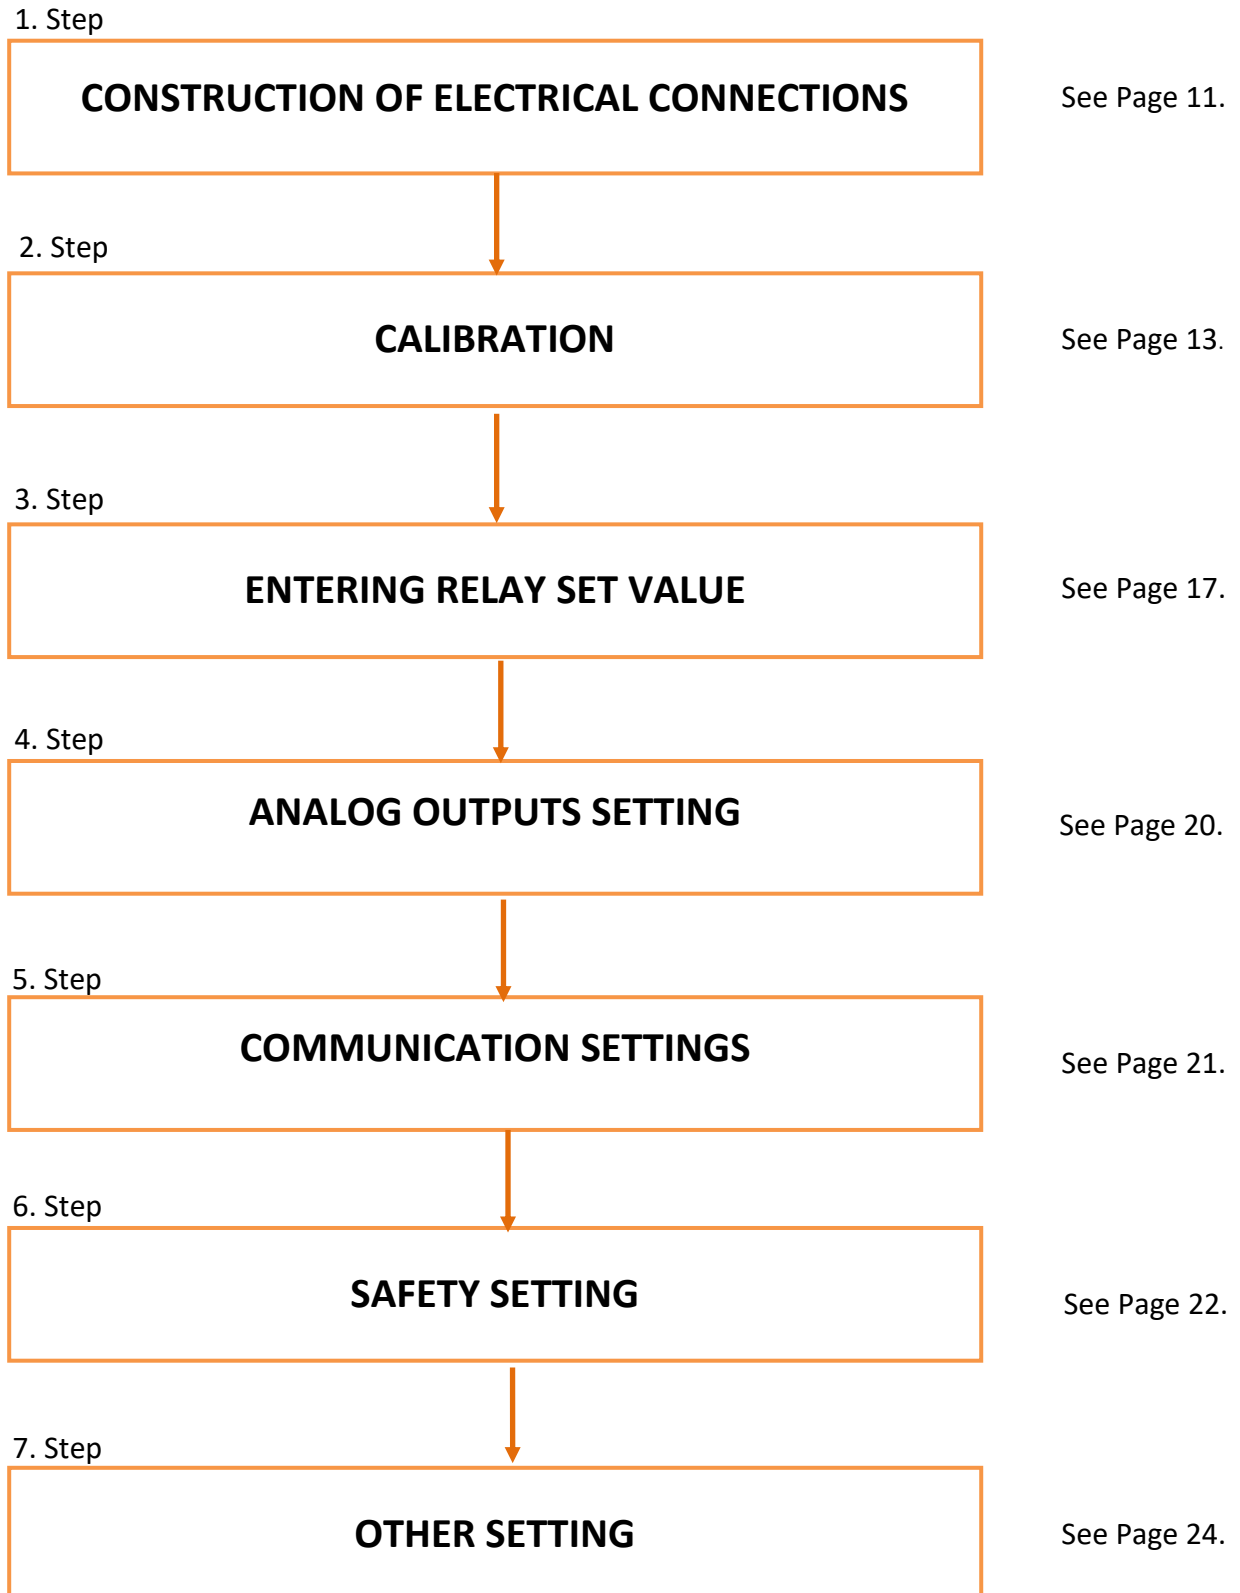 1. Step
CONSTRUCTION OF ELECTRICAL CONNECTIONS
See Page 11.
2. Step
CALIBRATION
See Page 13.
3. Step
ENTERING RELAY SET VALUE
See Page 17.
4. Step
ANALOG OUTPUTS SETTING
See Page 20.
5. Step
COMMUNICATION SETTINGS
See Page 21.
6. Step
SAFETY SETTING
See Page 22.
7. Step
OTHER SETTING
See Page 24.